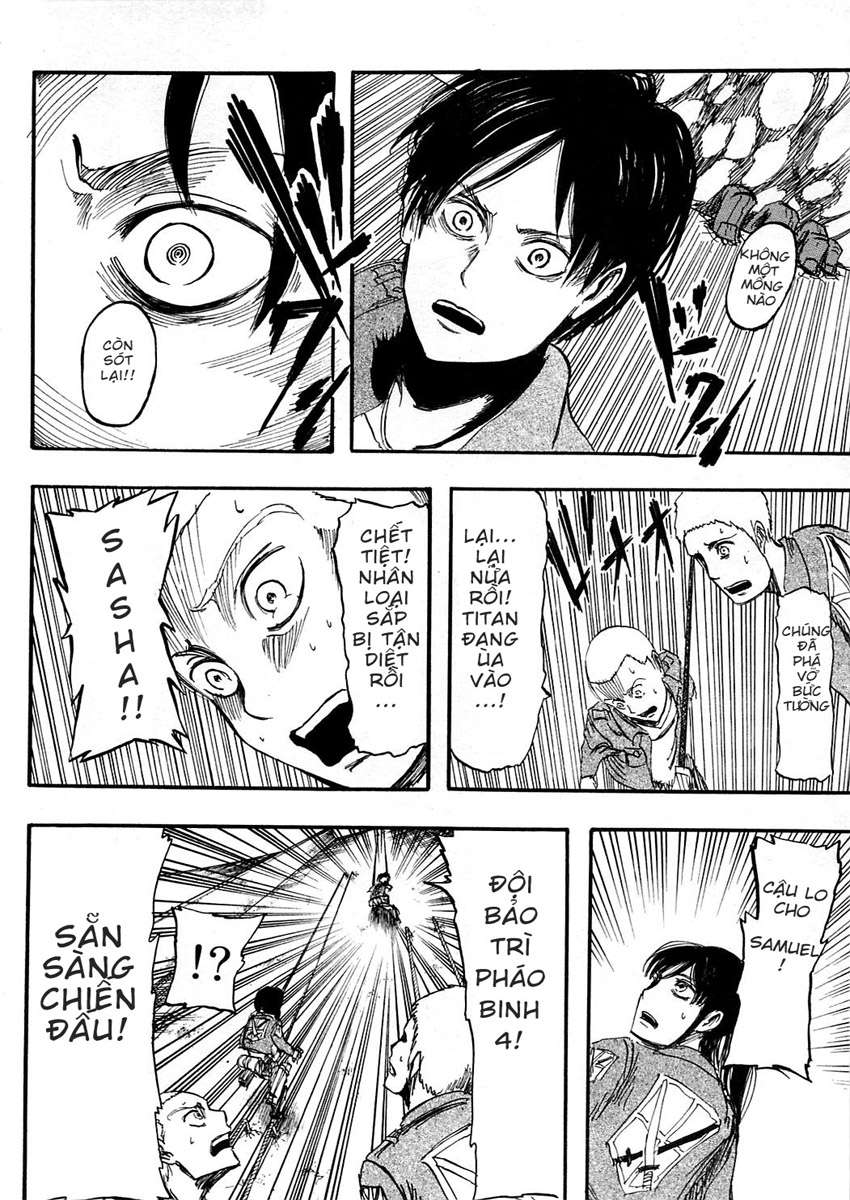 KHÔNG
MỘT
MỐNG
NÀO
CÒN
SÓT
LẠI!!
CHÚNG
ĐÃ
PHÁ
VỠ
BỨC
TƯỜNG
LẠI...
LẠI
NỮA
RỒI!
TITAN
ĐANG
ÙA
VÀO
...!
CHẾT
TIỆT!
NHÂN
LOẠI
SẮP
BỊ TẬN
DIỆT
RỒI
...
SASHA!!
CẬU LO
CHO
SAMUEL
!
ĐỘI
BẢO
TRÌ
PHÁO
BINH
4!
!?
SẴN
SÀNG
CHIẾN
ĐẤU!